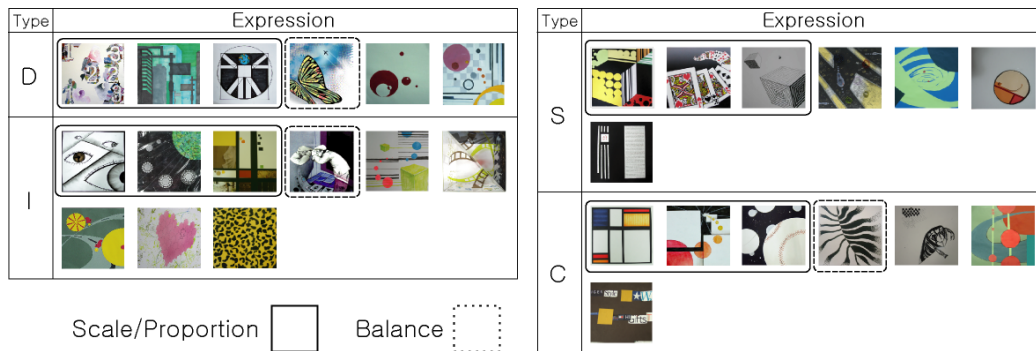 Type Expression
D
I
Type Expression
S
C
Scale/Proportion
Balance